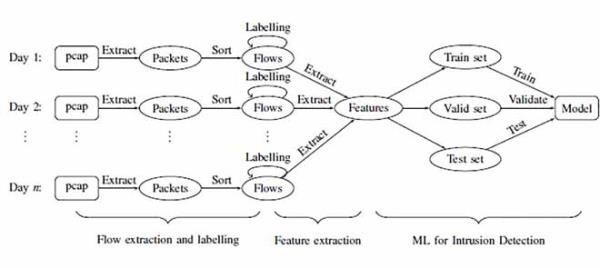 Labelling
Day 1: pcap Extract Packets Sort Flows Train set
Extract Train
Labelling
Day 2: pcap Extract Packets Sort Flows Extract Features Valid set Validate Model
Extract Test
Labelling
Day n: pcap Extract Packets Sort Flows Test set
Flow extraction and labelling Feature extraction ML for Intrusion Detection